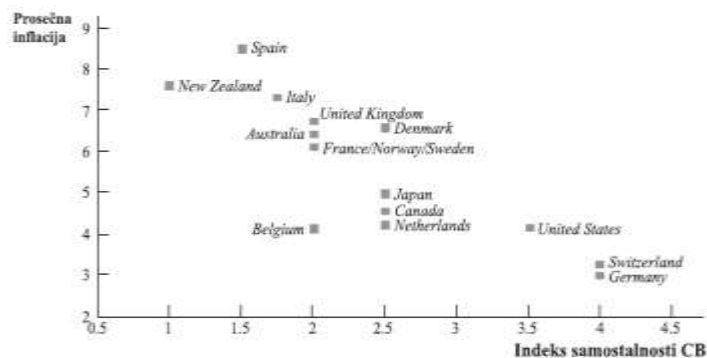 Prosečna
inflacija
9
Spain
8
New Zealand
Italy
7
United Kingdom
Denmark
Australia
6
France/Norway/Sweden
5
Japan
Canada
Netherlands
4
Belgium
United States
Switzerland
3
Germany
2
0.5 1 1.5 2 2.5 3 3.5 4 4.5
Indeks samostalnosti CB